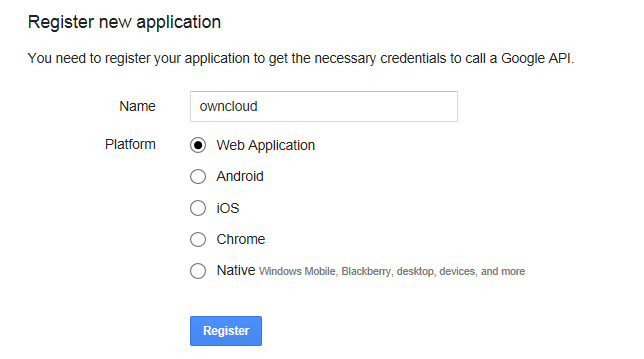 Register new application
You need to register your application to get the necessary credentials to call a Google API.
Name owncloud
Platform Web Application
Android
iOS
Chrome
Native Windows Mobile, Blackberry, desktop, devices, and more
Register